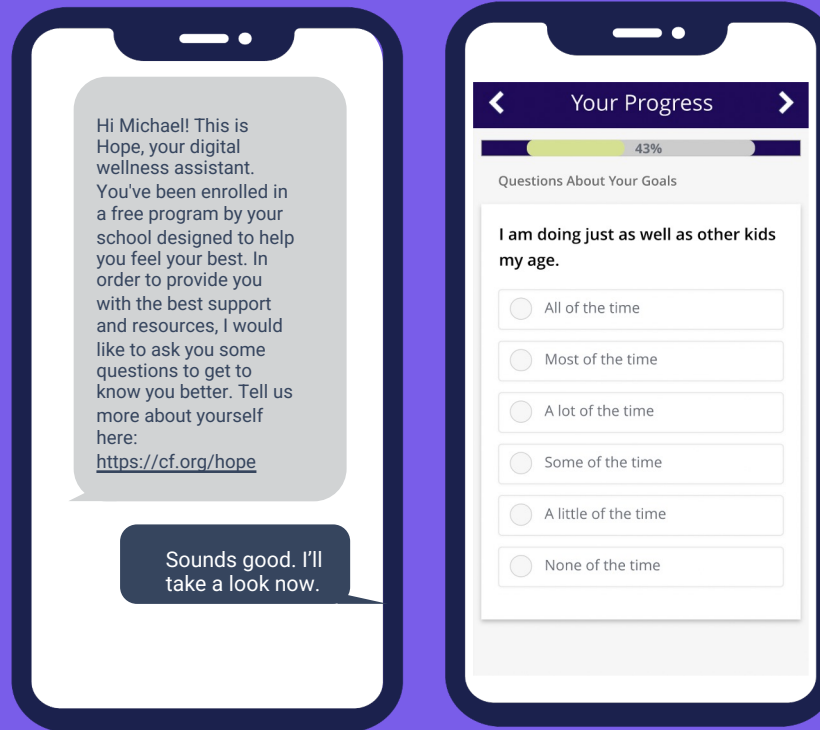 Hi Michael! This is
Hope, your digital
wellness assistant.
You've been enrolled in
a free program by your
school designed to help
you feel your best. In
order to provide you
with the best support
and resources, I would
like to ask you some
questions to get to
know you better. Tell us
more about yourself
here:
https://cf.org/hope
Sounds good. I'll
take a look now.
Your Progress
43%
Questions About Your Goals
I am doing just as well as other kids
my age.
All of the time
Most of the time
A lot of the time
Some of the time
A little of the time
None of the time